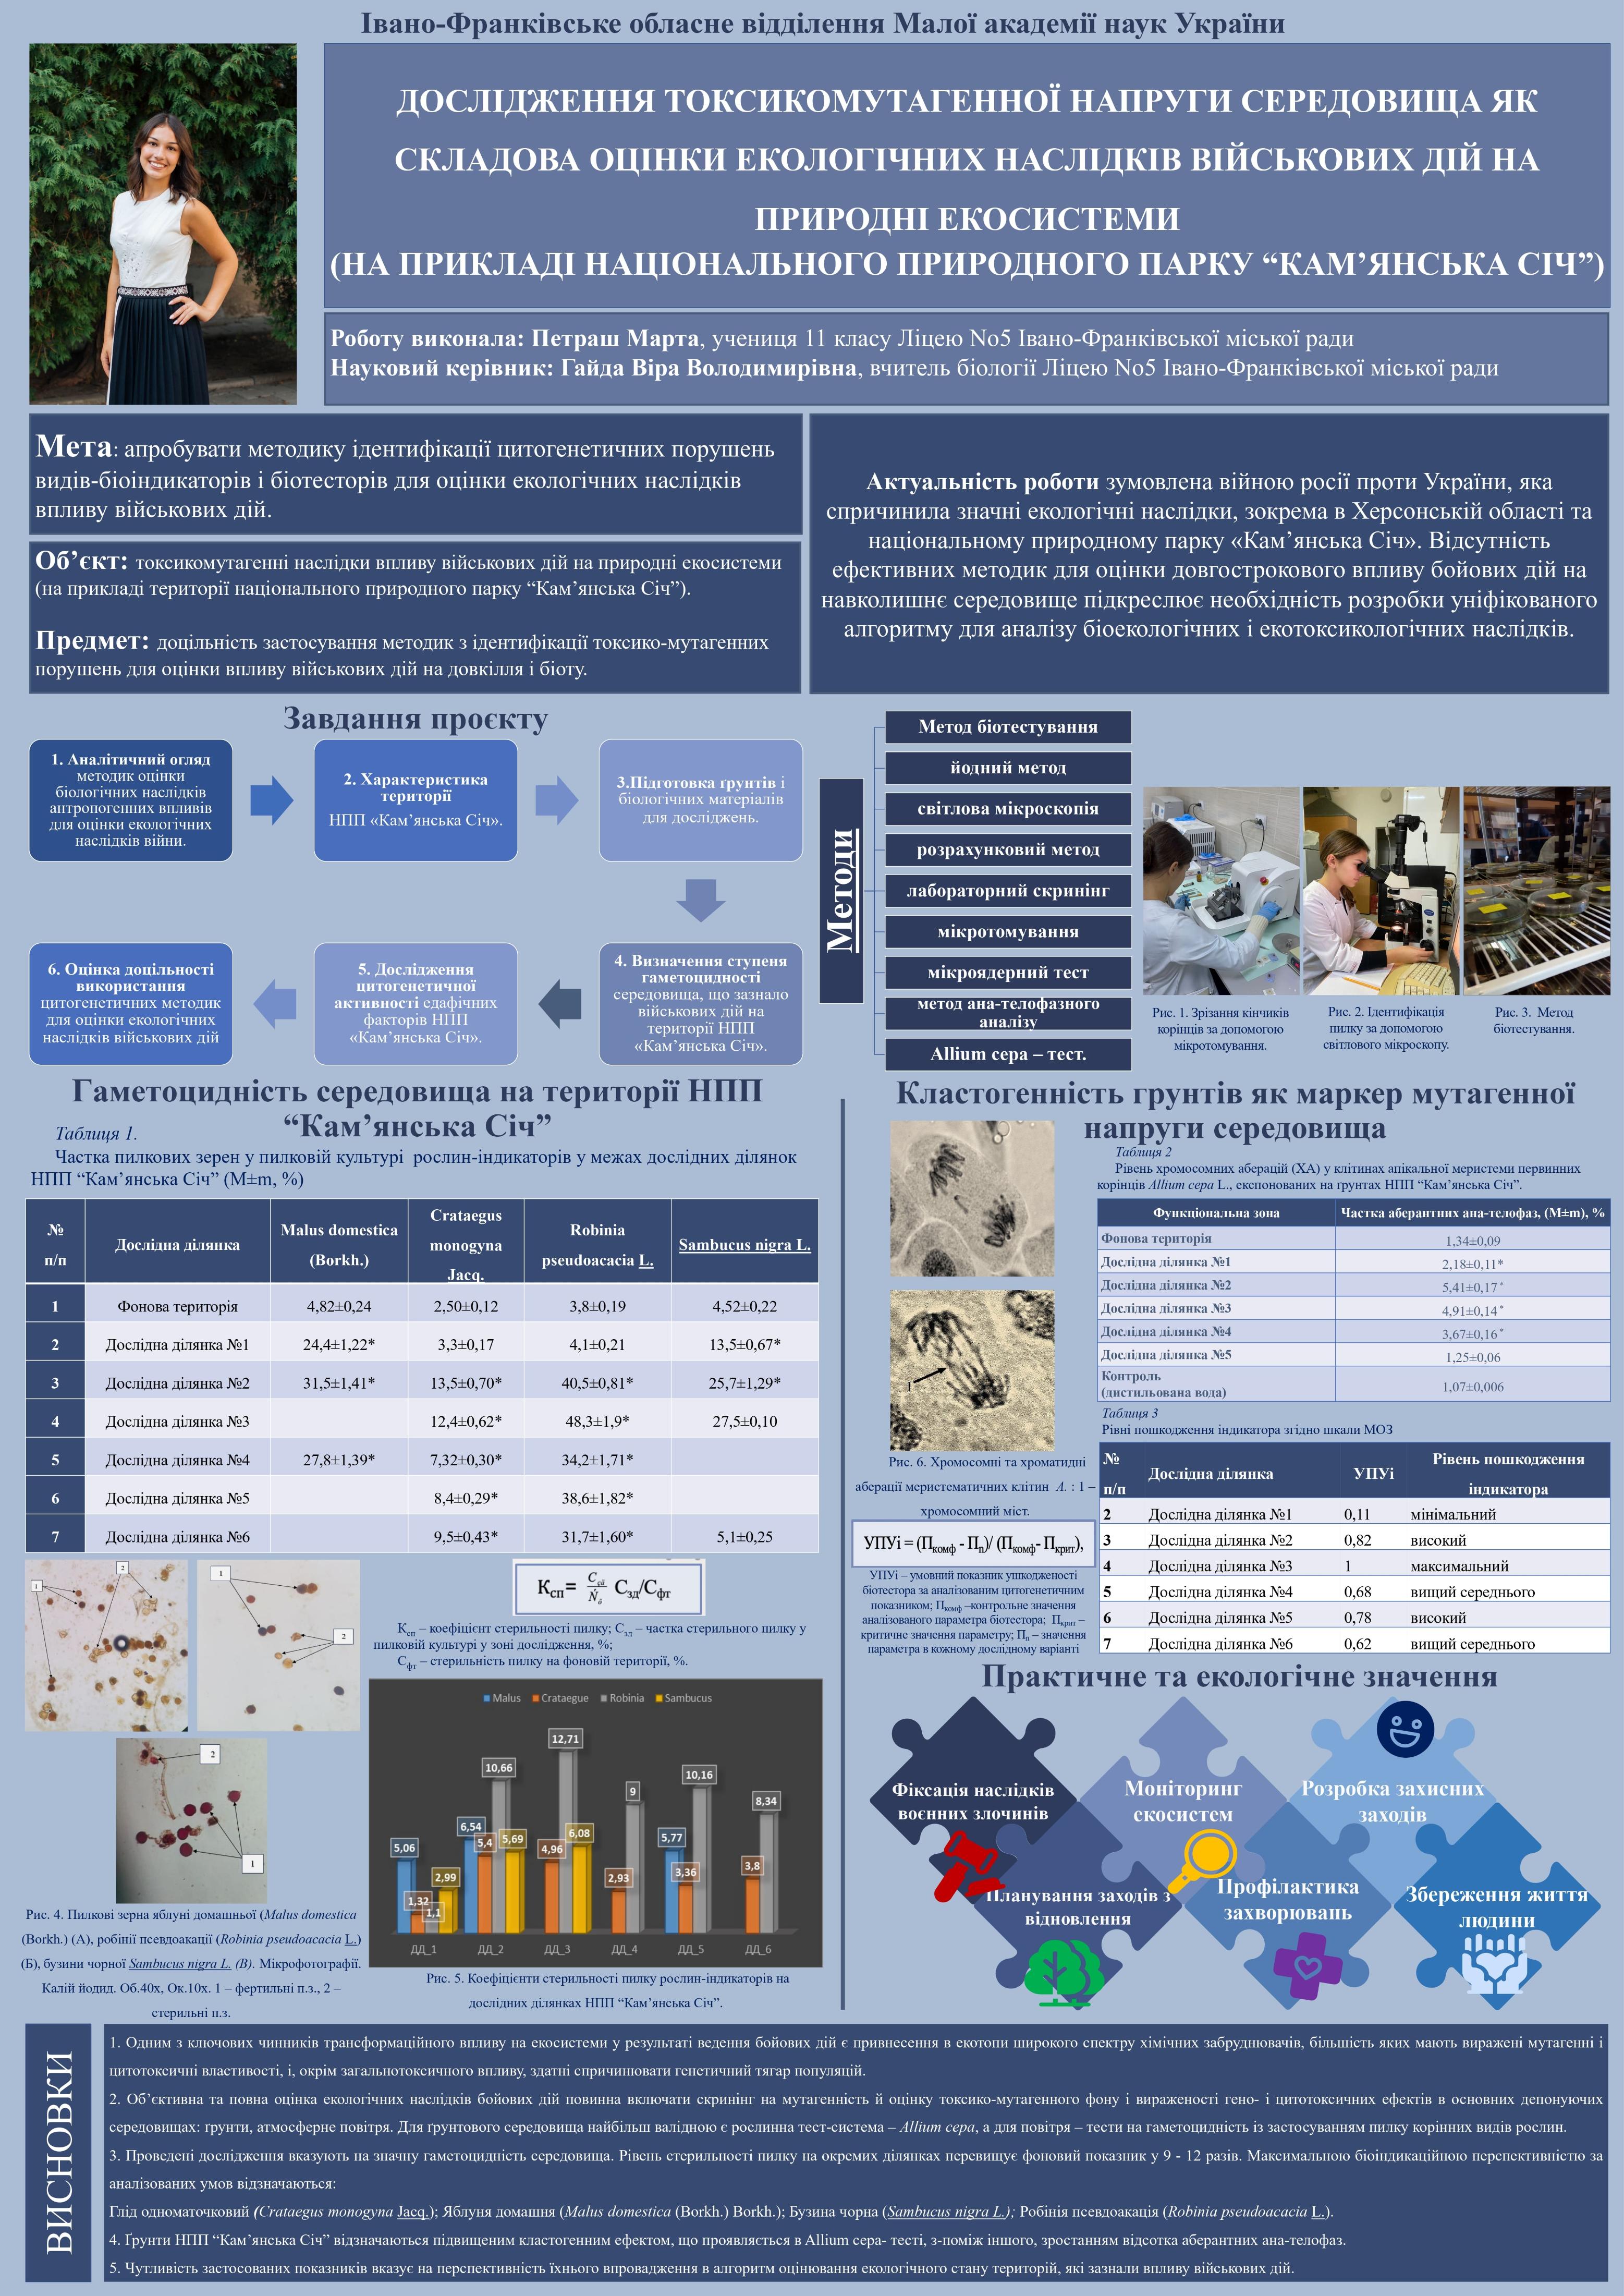 Івано-Франківське обласне відділення Малої академії наук України
ДОСЛІДЖЕННЯ ТОКСИКОМУТАГЕННОЇ НАПРУГИ СЕРЕДОВИЩА ЯК
СКЛАДОВА ОЦІНКИ ЕКОЛОГІЧНИХ НАСЛІДКІВ ВІЙСЬКОВИХ ДІЙ НА
ПРИРОДНІ ЕКОСИСТЕМИ
(НА ПРИКЛАДІ НАЦІОНАЛЬНОГО ПРИРОДНОГО ПАРКУ “КАМ’ЯНСЬКА СІЧ”)
Роботу виконала: Петраш Марта, учениця 11 класу Ліцею No5 Івано-Франківської міської ради
Науковий керівник: Гайда Віра Володимирівна, вчитель біології Ліцею No5 Івано-Франківської міської ради
Мета: апробувати методику ідентифікації цитогенетичних порушень
видів-біоіндикаторів і біотесторів для оцінки екологічних наслідків
впливу військових дій.
Об’єкт: токсикомутагенні наслідки впливу військових дій на природні екосистеми
(на прикладі території національного природного парку “Кам’янська Січ”).
Предмет: доцільність застосування методик з ідентифікації токсико-мутагенних
порушень для оцінки впливу військових дій на довкілля і біоту.
Актуальність роботи зумовлена війною росії проти України, яка
спричинила значні екологічні наслідки, зокрема в Херсонській області та
національному природному парку «Кам’янська Січ». Відсутність
ефективних методик для оцінки довгострокового впливу бойових дій на
навколишнє середовище підкреслює необхідність розробки уніфікованого
алгоритму для аналізу біоекологічних і екотоксикологічних наслідків.
Завдання проєкту
1. Аналітичний огляд
методик оцінки
біологічних наслідків
антропогенних впливів
для оцінки екологічних
наслідків війни.
2. Характеристика
території
НПП «Кам’янська Січ».
3.Підготовка ґрунтів і
біологічних матеріалів
для досліджень.
4. Визначення ступеня
гаметоцидності
середовища, що зазнало
військових дій на
території НПП
«Кам’янська Січ».
5. Дослідження
цитогенетичної
активності едафічних
факторів НПП
«Кам’янська Січ».
6. Оцінка доцільності
використання
цитогенетичних методик
для оцінки екологічних
наслідків військових дій
Методи
Метод біотестування
йодний метод
світлова мікроскопія
розрахунковий метод
лабораторний скринінг
мікротомування
мікроядерний тест
метод ана-телофазного
аналізу
Allium cepa – тест.
Рис. 1. Зрізання кінчиків
корінців за допомогою
мікротомування.
Рис. 2. Ідентифікація
пилку за допомогою
світлового мікроскопу.
Рис. 3. Метод
біотестування.
Гаметоцидність середовища на території НПП
“Кам’янська Січ”
Таблиця 1.
Частка пилкових зерен у пилковій культурі рослин-індикаторів у межах дослідних ділянок
НПП “Кам’янська Січ” (M±m, %)
№ п/п Дослідна ділянка Malus domestica (Borkh.) Crataegus monogyna Jacq. Robinia pseudoacacia L. Sambucus nigra L.
1 Фонова територія 4,82±0,24 2,50±0,12 3,8±0,19 4,52±0,22
2 Дослідна ділянка №1 24,4±1,22* 3,3±0,17 4,1±0,21 13,5±0,67*
3 Дослідна ділянка №2 31,5±1,41* 13,5±0,70* 40,5±0,81* 25,7±1,29*
4 Дослідна ділянка №3 12,4±0,62* 48,3±1,9* 27,5±0,10
5 Дослідна ділянка №4 27,8±1,39* 7,32±0,30* 34,2±1,71*
6 Дослідна ділянка №5 8,4±0,29* 38,6±1,82*
7 Дослідна ділянка №6 9,5±0,43* 31,7±1,60* 5,1±0,25
1 2
1 2
2 1
Рис. 4. Пилкові зерна яблуні домашньої (Malus domestica
(Borkh.) (А), робінії псевдоакації (Robinia pseudoacacia L.)
(Б), бузини чорної Sambucus nigra L. (В). Мікрофотографії.
Калій йодид. Об.40х, Ок.10х. 1 – фертильні п.з., 2 –
стерильні п.з.
Ксп= Сзд/Сфт
Ксп – коефіцієнт стерильності пилку; Сзд – частка стерильного пилку у
пилковій культурі у зоні дослідження, %;
Сфт – стерильність пилку на фоновій території, %.
Malus Crataegue Robinia Sambucus
5,06 1,32 1,1 2,99
6,54 5,4 10,66 5,69
4,96 12,71 6,08
2,93 9
5,77 3,36 10,16
3,8 8,34
ДД_1 ДД_2 ДД_3 ДД_4 ДД_5 ДД_6
Рис. 5. Коефіцієнти стерильності пилку рослин-індикаторів на
дослідних ділянках НПП “Кам’янська Січ”.
Кластогенність грунтів як маркер мутагенної
напруги середовища
Таблиця 2
Рівень хромосомних аберацій (ХА) у клітинах апікальної меристеми первинних
корінців Allium cepa L., експонованих на ґрунтах НПП “Кам’янська Січ”.
Функціональна зона Частка аберантних ана-телофаз, (M±m), %
Фонова територія 1,34±0,09
Дослідна ділянка №1 2,18±0,11*
Дослідна ділянка №2 5,41±0,17*
Дослідна ділянка №3 4,91±0,14*
Дослідна ділянка №4 3,67±0,16*
Дослідна ділянка №5 1,25±0,06
Контроль
(дистильована вода) 1,07±0,006
1
Рис. 6. Хромосомні та хроматидні
аберації меристематичних клітин А. : 1 –
хромосомний міст.
УПУі = (Пкомф - Пп)/ (Пкомф- Пкрит),
УПУі – умовний показник ушкодженості
біотестора за аналізованим цитогенетичним
показником; Пкомф –контрольне значення
аналізованого параметра біотестора; Пкрит –
критичне значення параметру; Пп – значення
параметра в кожному дослідному варіанті
Таблиця 3
Рівні пошкодження індикатора згідно шкали МОЗ
№ п/п Дослідна ділянка УПУі Рівень пошкодження індикатора
2 Дослідна ділянка №1 0,11 мінімальний
3 Дослідна ділянка №2 0,82 високий
4 Дослідна ділянка №3 1 максимальний
5 Дослідна ділянка №4 0,68 вищий середнього
6 Дослідна ділянка №5 0,78 високий
7 Дослідна ділянка №6 0,62 вищий середнього
Практичне та екологічне значення
Фіксація наслідків
воєнних злочинів
Моніторинг
екосистем
Розробка захисних
заходів
Планування заходів з
відновлення
Профілактика
захворювань
Збереження життя
людини
ВИСНОВКИ
1. Одним з ключових чинників трансформаційного впливу на екосистеми у результаті ведення бойових дій є привнесення в екотопи широкого спектру хімічних забруднювачів, більшість яких мають виражені мутагенні і
цитотоксичні властивості, і, окрім загальнотоксичного впливу, здатні спричинювати генетичний тягар популяцій.
2. Об’єктивна та повна оцінка екологічних наслідків бойових дій повинна включати скринінг на мутагенність й оцінку токсико-мутагенного фону і вираженості гено- і цитотоксичних ефектів в основних депонуючих
середовищах: ґрунти, атмосферне повітря. Для ґрунтового середовища найбільш валідною є рослинна тест-система – Allium cepa, а для повітря – тести на гаметоцидність із застосуванням пилку корінних видів рослин.
3. Проведені дослідження вказують на значну гаметоцидність середовища. Рівень стерильності пилку на окремих ділянках перевищує фоновий показник у 9 - 12 разів. Максимальною біоіндикаційною перспективністю за
аналізованих умов відзначаються:
Глід одноматочковий (Crataegus monogyna Jacq.); Яблуня домашня (Malus domestica (Borkh.) Borkh.); Бузина чорна (Sambucus nigra L.); Робінія псевдоакація (Robinia pseudoacacia L.).
4. Ґрунти НПП “Кам’янська Січ” відзначаються підвищеним кластогенним ефектом, що проявляється в Allium cepa- тесті, з-поміж іншого, зростанням відсотка аберантних ана-телофаз.
5. Чутливість застосованих показників вказує на перспективність їхнього впровадження в алгоритм оцінювання екологічного стану територій, які зазнали впливу військових дій.